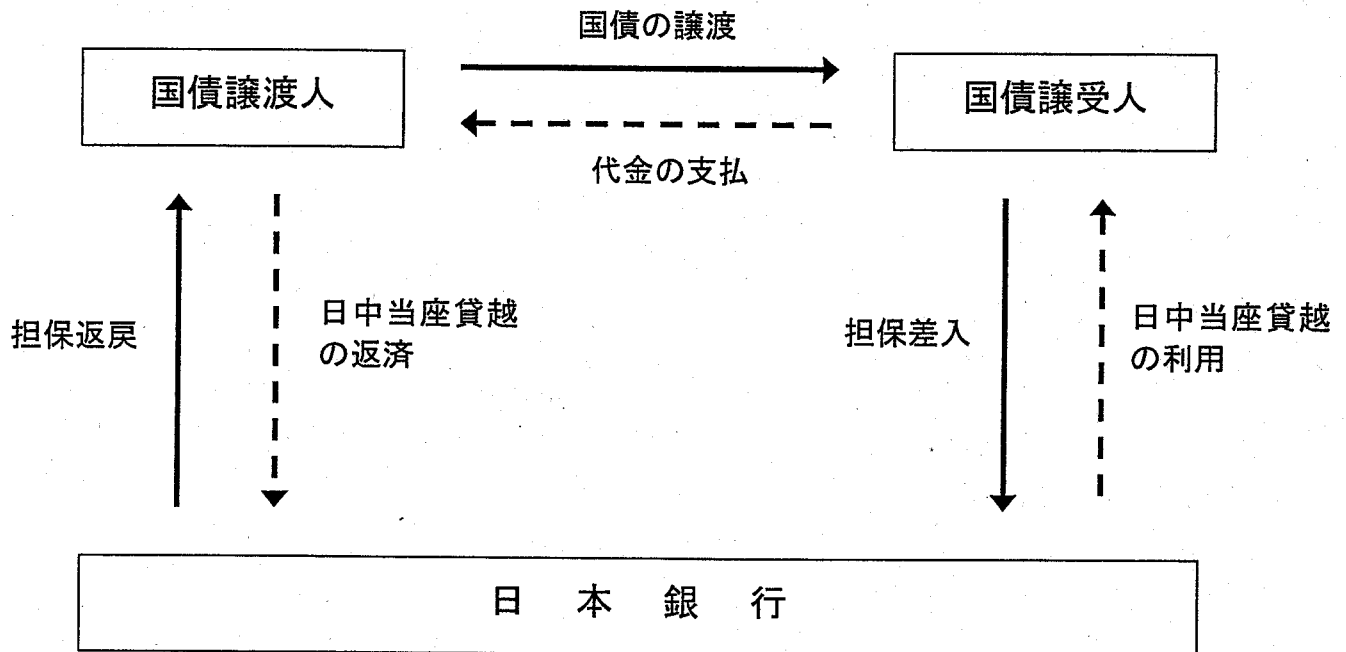 国債の譲渡
国債譲渡人
国債譲受人
代金の支払
担保返戻
日中当座貸越
の返済
担保差入
日中当座貸越
の利用
日本銀行